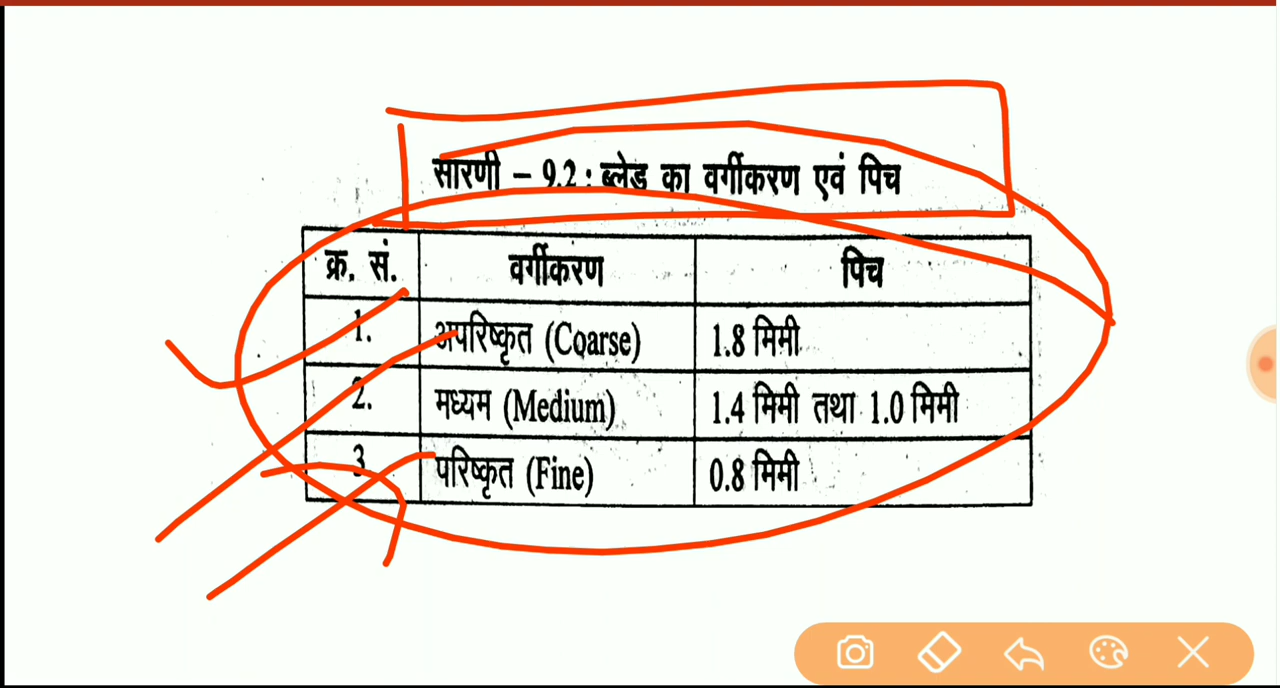 सारणी – 9.2 : ब्लेड का वर्गीकरण एवं पिच
क्र. सं. वर्गीकरण पिच
1. अपरिष्कृत (Coarse) 1.8 मिमी
2. मध्यम (Medium) 1.4 मिमी तथा 1.0 मिमी
3 परिष्कृत (Fine) 0.8 मिमी